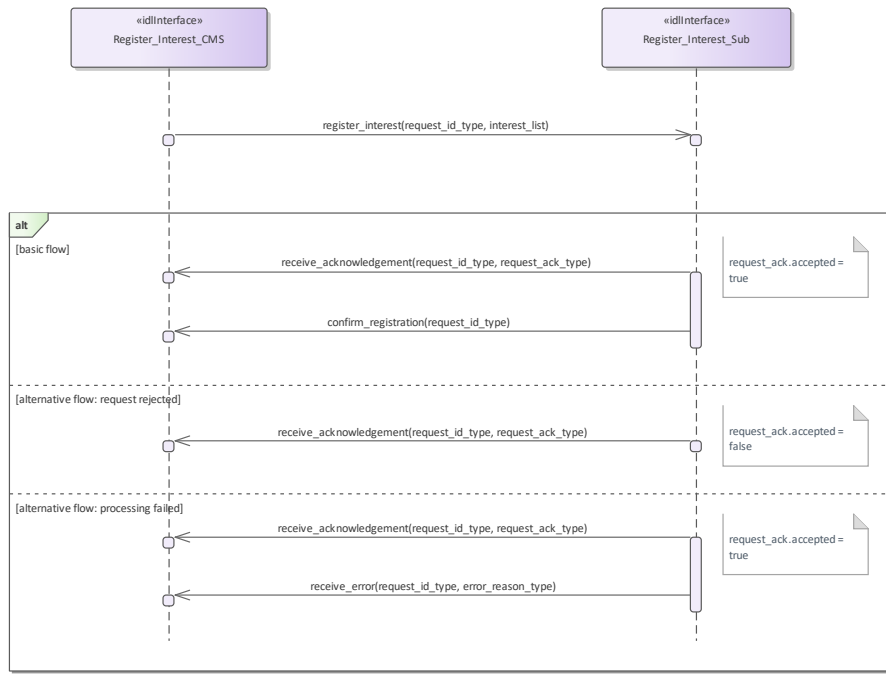 «idlInterface»
Register_Interest_CMS
«idlInterface»
Register_Interest_Sub
register_interest(request_id_type, interest_list)
alt
[basic flow]
receive_acknowledgement(request_id_type, request_ack_type)
request_ack.accepted =
true
confirm_registration(request_id_type)
[alternative flow: request rejected]
receive_acknowledgement(request_id_type, request_ack_type)
request_ack.accepted =
false
[alternative flow: processing failed]
receive_acknowledgement(request_id_type, request_ack_type)
request_ack.accepted =
true
receive_error(request_id_type, error_reason_type)